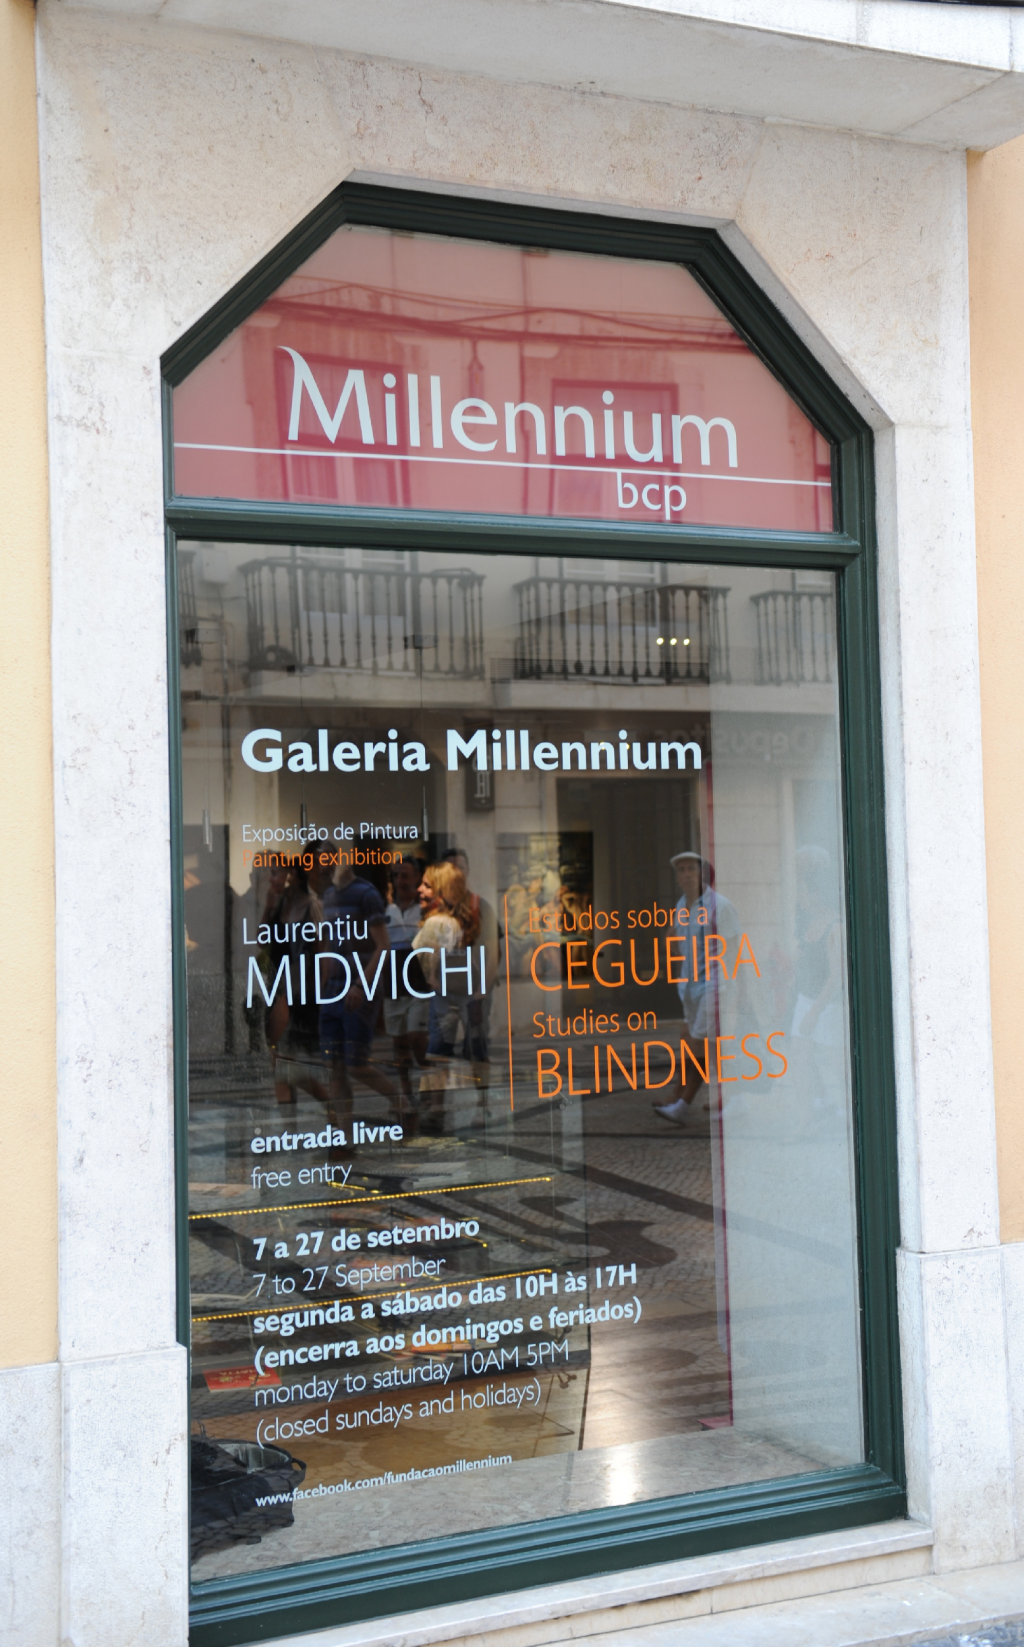 Millennium
bcp
Galeria Millennium
Exposição de Pintura
Painting exhibition
Laurențiu
MIDVICHI
Estudos sobre a
CEGUEIRA
Studies on
BLINDNESS
entrada livre
free entry
7 a 27 de setembro
7 to 27 September
segunda a sábado das 10H às 17H
(encerra aos domingos e feriados)
monday to saturday 10AM 5PM
(closed sundays and holidays)
www.facebook.com/fundacaomillennium